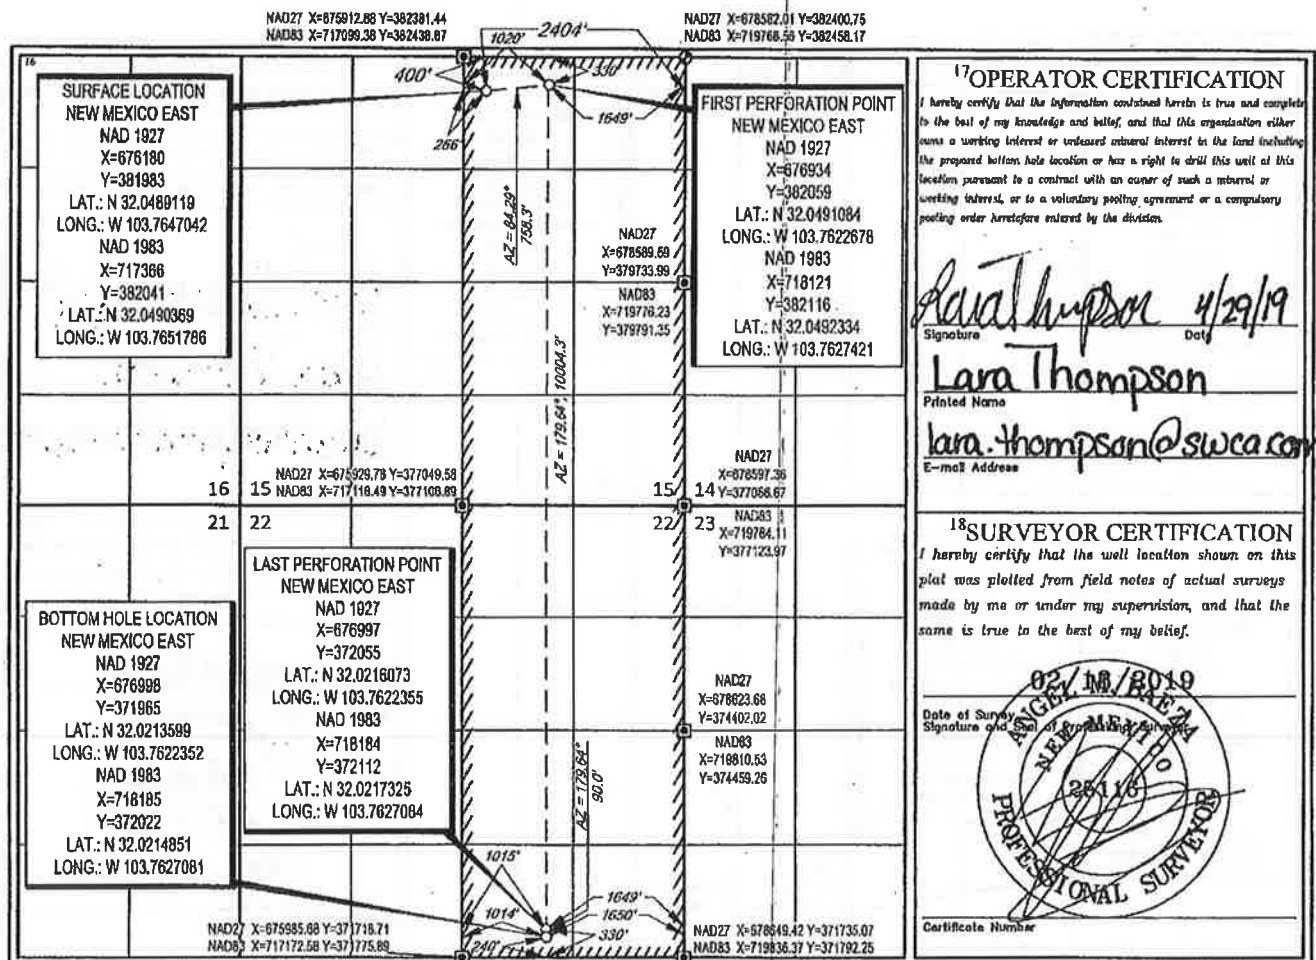 NAD27 X=675912.88 Y=382381.44
NAD83 X=717099.38 Y=382438.87
NAD27 X=678582.01 Y=382400.75
NAD83 X=719768.56 Y=382458.17
1020'
2404'
16
400'
330'
1649'
266'
SURFACE LOCATION
NEW MEXICO EAST
NAD 1927
X=676180
Y=381983
LAT.: N 32.0489119
LONG.: W 103.7647042
NAD 1983
X=717366
Y=382041
LAT.: N 32.0490369
LONG.: W 103.7651786
AZ = 84.29°
758.3'
FIRST PERFORATION POINT
NEW MEXICO EAST
NAD 1927
X=676934
Y=382059
LAT.: N 32.0491084
LONG.: W 103.7622678
NAD 1983
X=718121
Y=382116
LAT.: N 32.0492334
LONG.: W 103.7627421
NAD27
X=678589.69
Y=379733.99
NAD83
X=719776.23
Y=379791.35
AZ = 179.64°, 10004.3'
NAD27 X=675929.78 Y=377049.58
NAD83 X=717116.49 Y=377106.89
16 15
21 22
15 14
22 23
NAD27
X=678597.36
Y=377066.67
NAD83
X=719784.11
Y=377123.97
LAST PERFORATION POINT
NEW MEXICO EAST
NAD 1927
X=676997
Y=372055
LAT.: N 32.0216073
LONG.: W 103.7622355
NAD 1983
X=718184
Y=372112
LAT.: N 32.0217325
LONG.: W 103.7627084
BOTTOM HOLE LOCATION
NEW MEXICO EAST
NAD 1927
X=676998
Y=371965
LAT.: N 32.0213599
LONG.: W 103.7622352
NAD 1983
X=718185
Y=372022
LAT.: N 32.0214851
LONG.: W 103.7627081
NAD27
X=678623.68
Y=374402.02
NAD83
X=719810.53
Y=374459.26
AZ = 179.64°
90.0'
1015'
1014'
240'
1649'
1650'
330'
NAD27 X=675985.68 Y=371718.71
NAD83 X=717172.58 Y=371775.89
NAD27 X=678649.42 Y=371735.07
NAD83 X=719836.37 Y=371792.25
17 OPERATOR CERTIFICATION
I hereby certify that the information contained herein is true and complete
to the best of my knowledge and belief, and that this organization either
owns a working interest or unleased mineral interest in the land including
the proposed bottom hole location or has a right to drill this well at this
location pursuant to a contract with an owner of such a mineral or
working interest, or to a voluntary pooling agreement or a compulsory
pooling order heretofore entered by the division.
Lara Thompson 4/29/19
Signature Date
Lara Thompson
Printed Name
lara.thompson@swca.com
E-mail Address
18 SURVEYOR CERTIFICATION
I hereby certify that the well location shown on this
plat was plotted from field notes of actual surveys
made by me or under my supervision, and that the
same is true to the best of my belief.
02/18/2019
Date of Survey
Signature and Seal of Professional Surveyor
ANGEL M. BAEZA
NEW MEXICO
25116
PROFESSIONAL SURVEYOR
Certificate Number